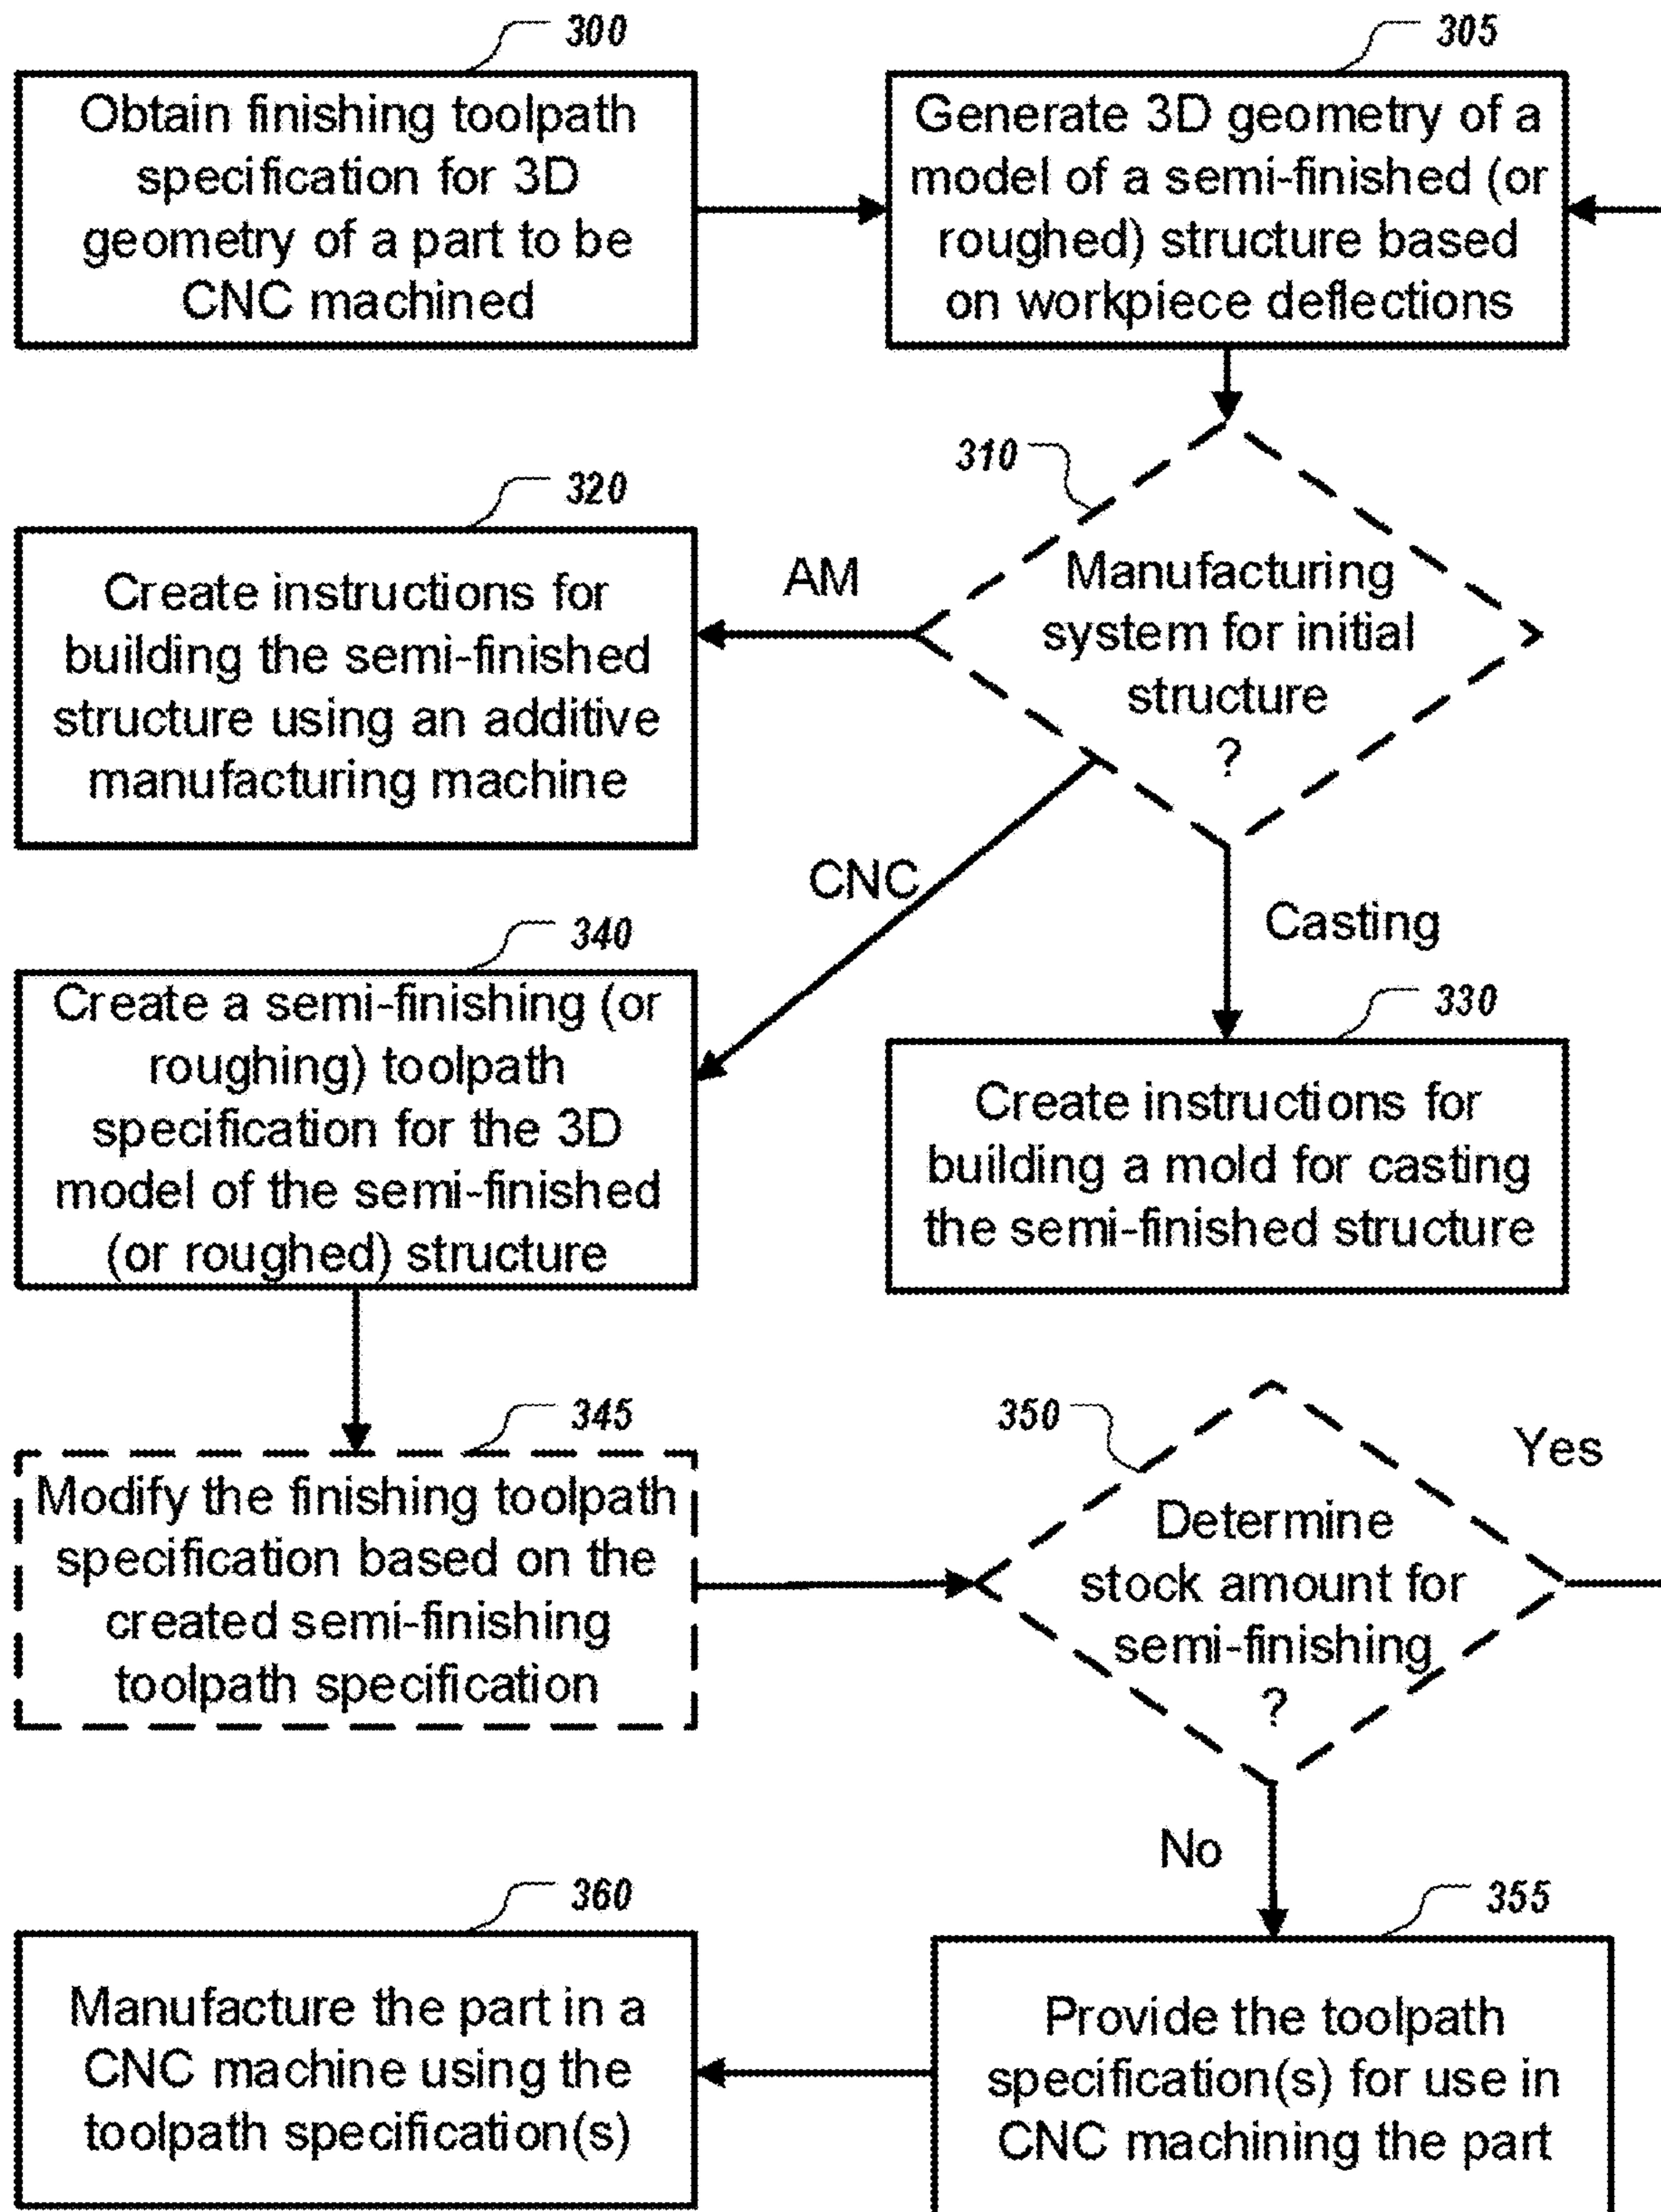 300
Obtain finishing toolpath
specification for 3D
geometry of a part to be
CNC machined
305
Generate 3D geometry of a
model of a semi-finished (or
roughed) structure based
on workpiece deflections
310
Manufacturing
system for initial
structure
?
AM
320
Create instructions for
building the semi-finished
structure using an additive
manufacturing machine
CNC
Casting
340
Create a semi-finishing (or
roughing) toolpath
specification for the 3D
model of the semi-finished
(or roughed) structure
330
Create instructions for
building a mold for casting
the semi-finished structure
345
Modify the finishing toolpath
specification based on the
created semi-finishing
toolpath specification
350
Determine
stock amount for
semi-finishing
?
Yes
No
355
Provide the toolpath
specification(s) for use in
CNC machining the part
360
Manufacture the part in a
CNC machine using the
toolpath specification(s)